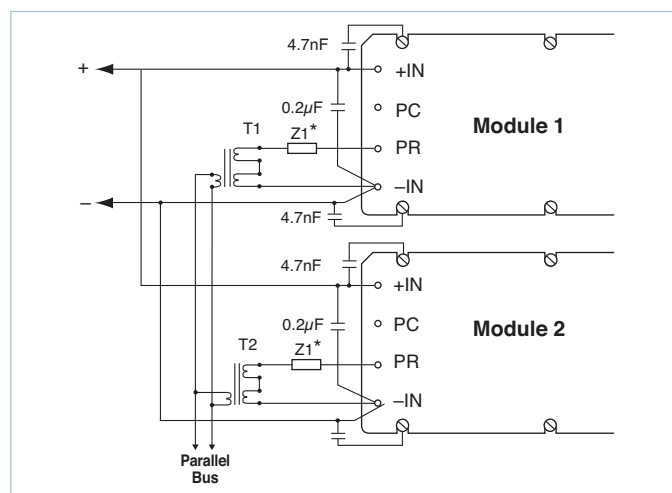 4.7nF
+
+IN
0.2µF
PC
Module 1
T1
Z1*
PR
–
–IN
4.7nF
4.7nF
+IN
0.2µF
PC
Module 2
T2
Z1*
PR
–IN
Parallel
Bus